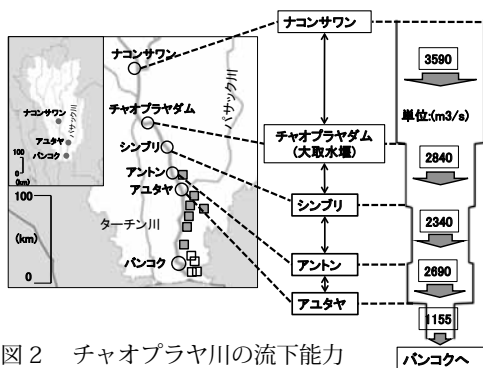 ナコンサワン
アユタヤ
バンコク
パサック川
100
0
(km)
ナコンサワン
チャオプラヤダム
シンブリ
アントン
アユタヤ
バンコク
パサック川
ターチン川
100
(km)
0
ナコンサワン
チャオプラヤダム
(大取水堰)
シンブリ
アントン
アユタヤ
3590
単位:(m3/s)
2840
2340
2690
1155
バンコクへ
図2 チャオプラヤ川の流下能力